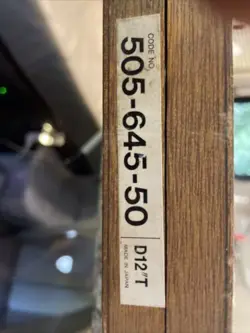 CODE NO.
505-645-50
D12"T
MADE IN JAPAN